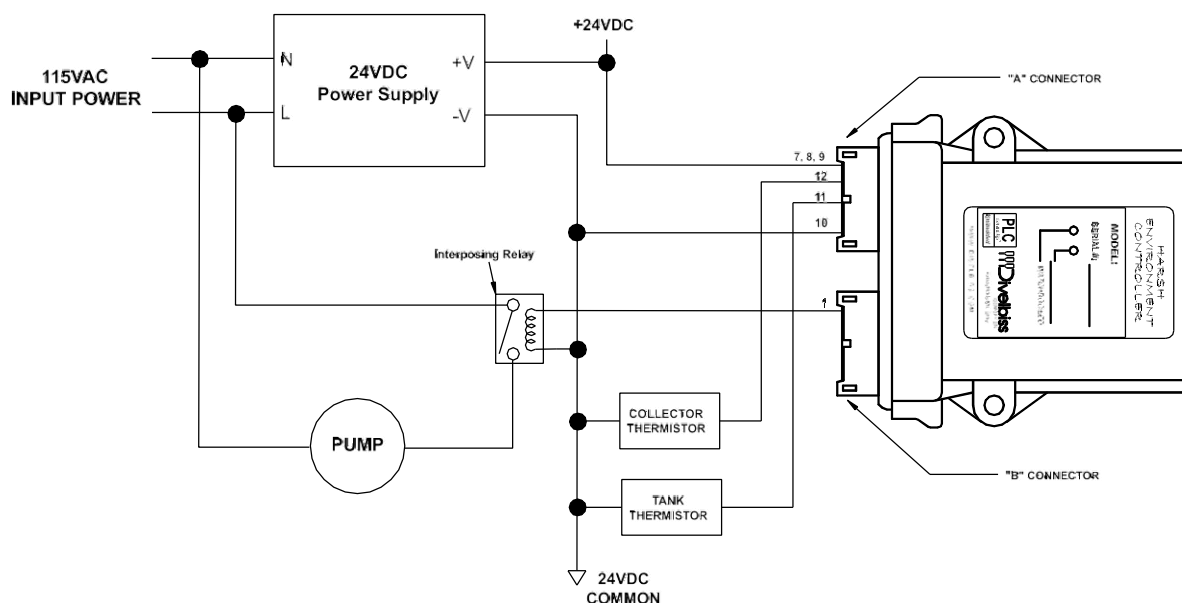 +24VDC
N
24VDC
Power Supply
+V
115VAC
INPUT POWER
L
-V
"A" CONNECTOR
7, 8, 9
12
11
10
Interposing Relay
1
HARSH
ENVIRONMENT
CONTROLLER
MODEL:
SERIAL#:
PLC
Divelbiss
COLLECTOR
THERMISTOR
PUMP
"B" CONNECTOR
TANK
THERMISTOR
24VDC
COMMON